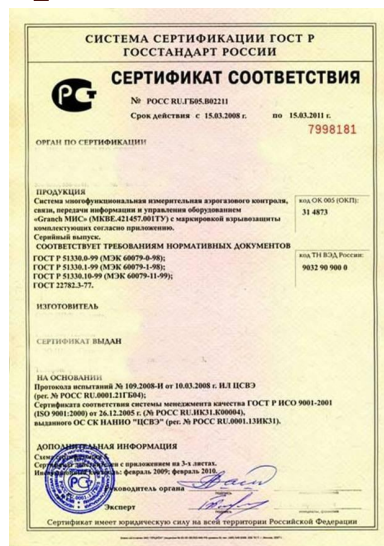 СИСТЕМА СЕРТИФИКАЦИИ ГОСТ Р
ГОССТАНДАРТ РОССИИ
СЕРТИФИКАТ СООТВЕТСТВИЯ
№ РОСС RU.ГБ05.В02211
Срок действия с 15.03.2008 г. по 15.03.2011 г.
7998181
ОРГАН ПО СЕРТИФИКАЦИИ
ПРОДУКЦИЯ
Система многофункциональная измерительная аэрогазового контроля,
связи, передачи информации и управления оборудованием
«Granch МИС» (МКВЕ.421457.001ТУ) с маркировкой взрывозащиты
комплектующих согласно приложению.
Серийный выпуск.
код ОК 005 (ОКП):
31 4873
СООТВЕТСТВУЕТ ТРЕБОВАНИЯМ НОРМАТИВНЫХ ДОКУМЕНТОВ
ГОСТ Р 51330.0-99 (МЭК 60079-0-98),
ГОСТ Р 51330.1-99 (МЭК 60079-1-98),
ГОСТ Р 51330.10-99 (МЭК 60079-11-99);
ГОСТ 22782.3-77.
код ТН ВЭД России:
9032 90 900 0
ИЗГОТОВИТЕЛЬ
СЕРТИФИКАТ ВЫДАН
НА ОСНОВАНИИ
Протокола испытаний № 109.2008-И от 10.03.2008 г. ИЛ ЦСВЭ
(рег. № РОСС RU.0001.21ГБ04);
Сертификата соответствия системы менеджмента качества ГОСТ Р ИСО 9001-2001
(ISO 9001:2000) от 26.12.2005 г. (№ РОСС RU.ИК31.К00004),
выданного ОС СК НАНИО "ЦСВЭ" (рег. № РОСС RU.0001.13ИК31).
ДОПОЛНИТЕЛЬНАЯ ИНФОРМАЦИЯ
Схема сертификации
Сертификат действителен с приложением на 3-х листах.
Инспекционный контроль: февраль 2009; февраль 2010.
Руководитель органа
Эксперт
Сертификат имеет юридическую силу на всей территории Российской Федерации